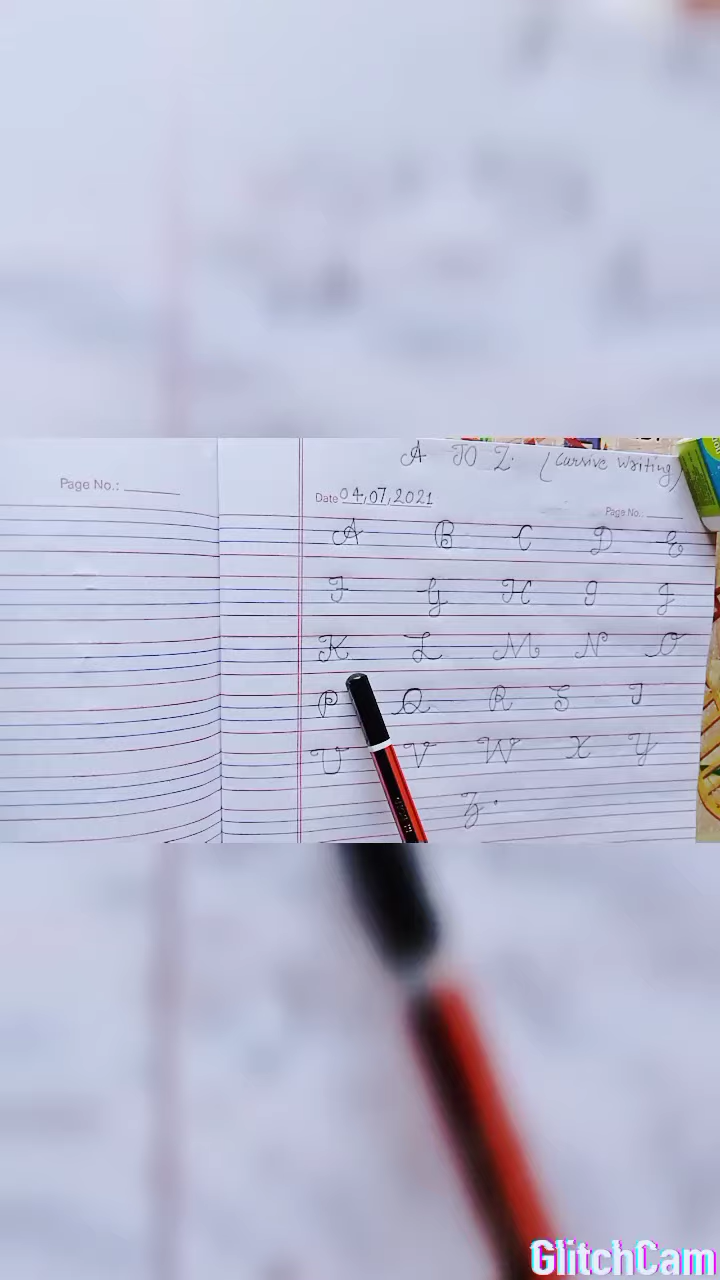 A TO Z. (Cursive Writing)
Page No.:
Date 04,07,2021
Page No.
A B C D E
F G H I J
K L M N O
P Q R S T
U V W X Y
Z.
GlitchCam